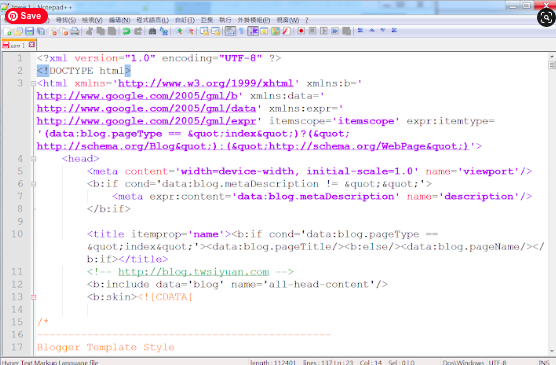 Save
new 1 - Notepad++
尋找(S) 檢視(V) 編碼(N) 程式語言(L) 自訂(T) 巨集 執行 外掛模組(P) 視窗(W) ?
new 1
1 <?xml version="1.0" encoding="UTF-8" ?>
2 <!DOCTYPE html>
3 <html xmlns='http://www.w3.org/1999/xhtml' xmlns:b='
http://www.google.com/2005/gml/b' xmlns:data='
http://www.google.com/2005/gml/data' xmlns:expr='
http://www.google.com/2005/gml/expr' itemscope='itemscope' expr:itemtype=
'{data:blog.pageType == &quot;index&quot;}?{&quot;
http://schema.org/Blog&quot;}:{&quot;http://schema.org/WebPage&quot;}'>
4 <head>
5 <meta content='width=device-width, initial-scale=1.0' name='viewport'/>
6 <b:if cond='data:blog.metaDescription != &quot;&quot;'>
7 <meta expr:content='data:blog.metaDescription' name='description'/>
8 </b:if>
9
10 <title itemprop='name'><b:if cond='data:blog.pageType ==
&quot;index&quot;'><data:blog.pageTitle/><b:else/><data:blog.pageName/></
b:if></title>
11 <!-- http://blog.twsiyuan.com -->
12 <b:include data='blog' name='all-head-content'/>
13 <b:skin><![CDATA[
14
15 /*
16 -----------------------------------------------
17 Blogger Template Style
Hyper Text Markup Language file length : 112401 lines : 137 Ln : 23 Col : 14 Sel : 0 | 0 Dos\Windows UTF-8 INS